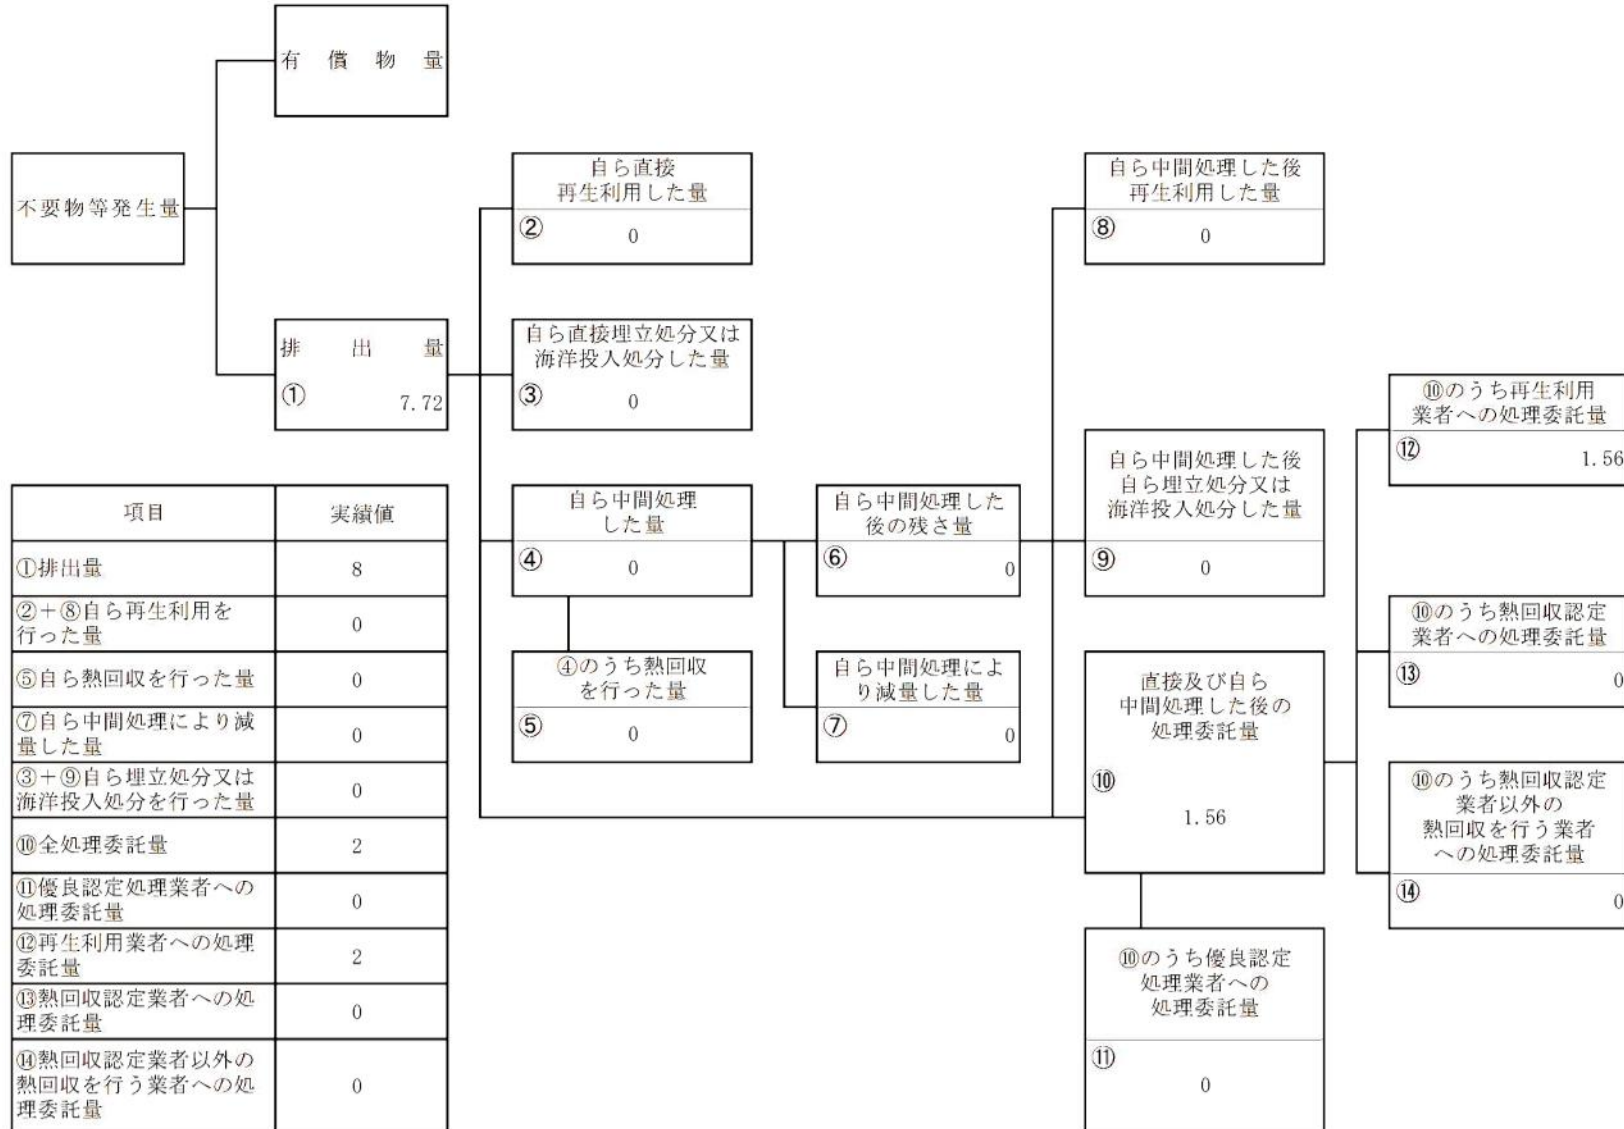 有償物量
不要物等発生量
排出量
① 7.72
自ら直接
再生利用した量
② 0
自ら直接埋立処分又は
海洋投入処分した量
③ 0
自ら中間処理
した量
④ 0
④のうち熱回収
を行った量
⑤ 0
自ら中間処理した
後の残さ量
⑥ 0
自ら中間処理によ
り減量した量
⑦ 0
自ら中間処理した後
再生利用した量
⑧ 0
自ら中間処理した後
自ら埋立処分又は
海洋投入処分した量
⑨ 0
直接及び自ら
中間処理した後の
処理委託量
⑩
1.56
⑩のうち優良認定
処理業者への
処理委託量
⑪
0
⑩のうち再生利用
業者への処理委託量
⑫ 1.56
⑩のうち熱回収認定
業者への処理委託量
⑬ 0
⑩のうち熱回収認定
業者以外の
熱回収を行う業者
への処理委託量
⑭ 0
項目 実績値
①排出量 8
②+⑧自ら再生利用を
行った量 0
⑤自ら熱回収を行った量 0
⑦自ら中間処理により減
量した量 0
③+⑨自ら埋立処分又は
海洋投入処分を行った量 0
⑩全処理委託量 2
⑪優良認定処理業者への
処理委託量 0
⑫再生利用業者への処理
委託量 2
⑬熱回収認定業者への処
理委託量 0
⑭熱回収認定業者以外の
熱回収を行う業者への処 0
理委託量